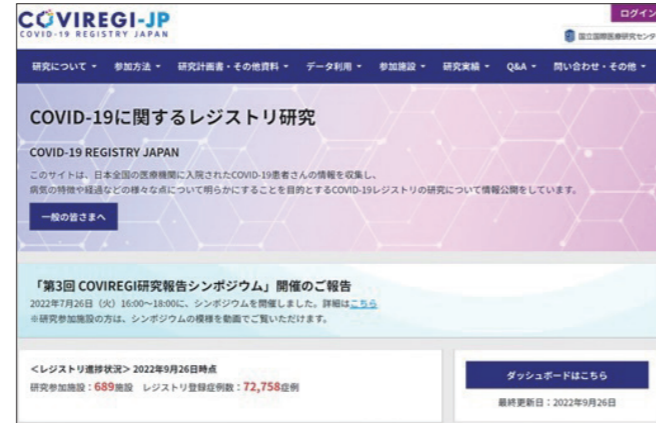 COVIREGI-JP
COVID-19 REGISTRY JAPAN
ログイン
国立国際医療研究センタ
研究について
参加方法
研究計画書・その他資料
データ利用
参加施設
研究実績
Q&A
問い合わせ・その他
COVID-19に関するレジストリ研究
COVID-19 REGISTRY JAPAN
このサイトは、日本全国の医療機関に入院されたCOVID-19患者さんの情報を収集し、
病気の特徴や経過などの様々な点について明らかにすることを目的とするCOVID-19レジストリの研究について情報公開をしています。
一般の皆さまへ
「第3回 COVIREGI研究報告シンポジウム」開催のご報告
2022年7月26日（火）16:00～18:00に、シンポジウムを開催しました。詳細はこちら
※研究参加施設の方は、シンポジウムの模様を動画でご覧いただけます。
＜レジストリ進捗状況＞ 2022年9月26日時点
研究参加施設：689施設 レジストリ登録症例数：72,758症例
ダッシュボードはこちら
最終更新日：2022年9月26日